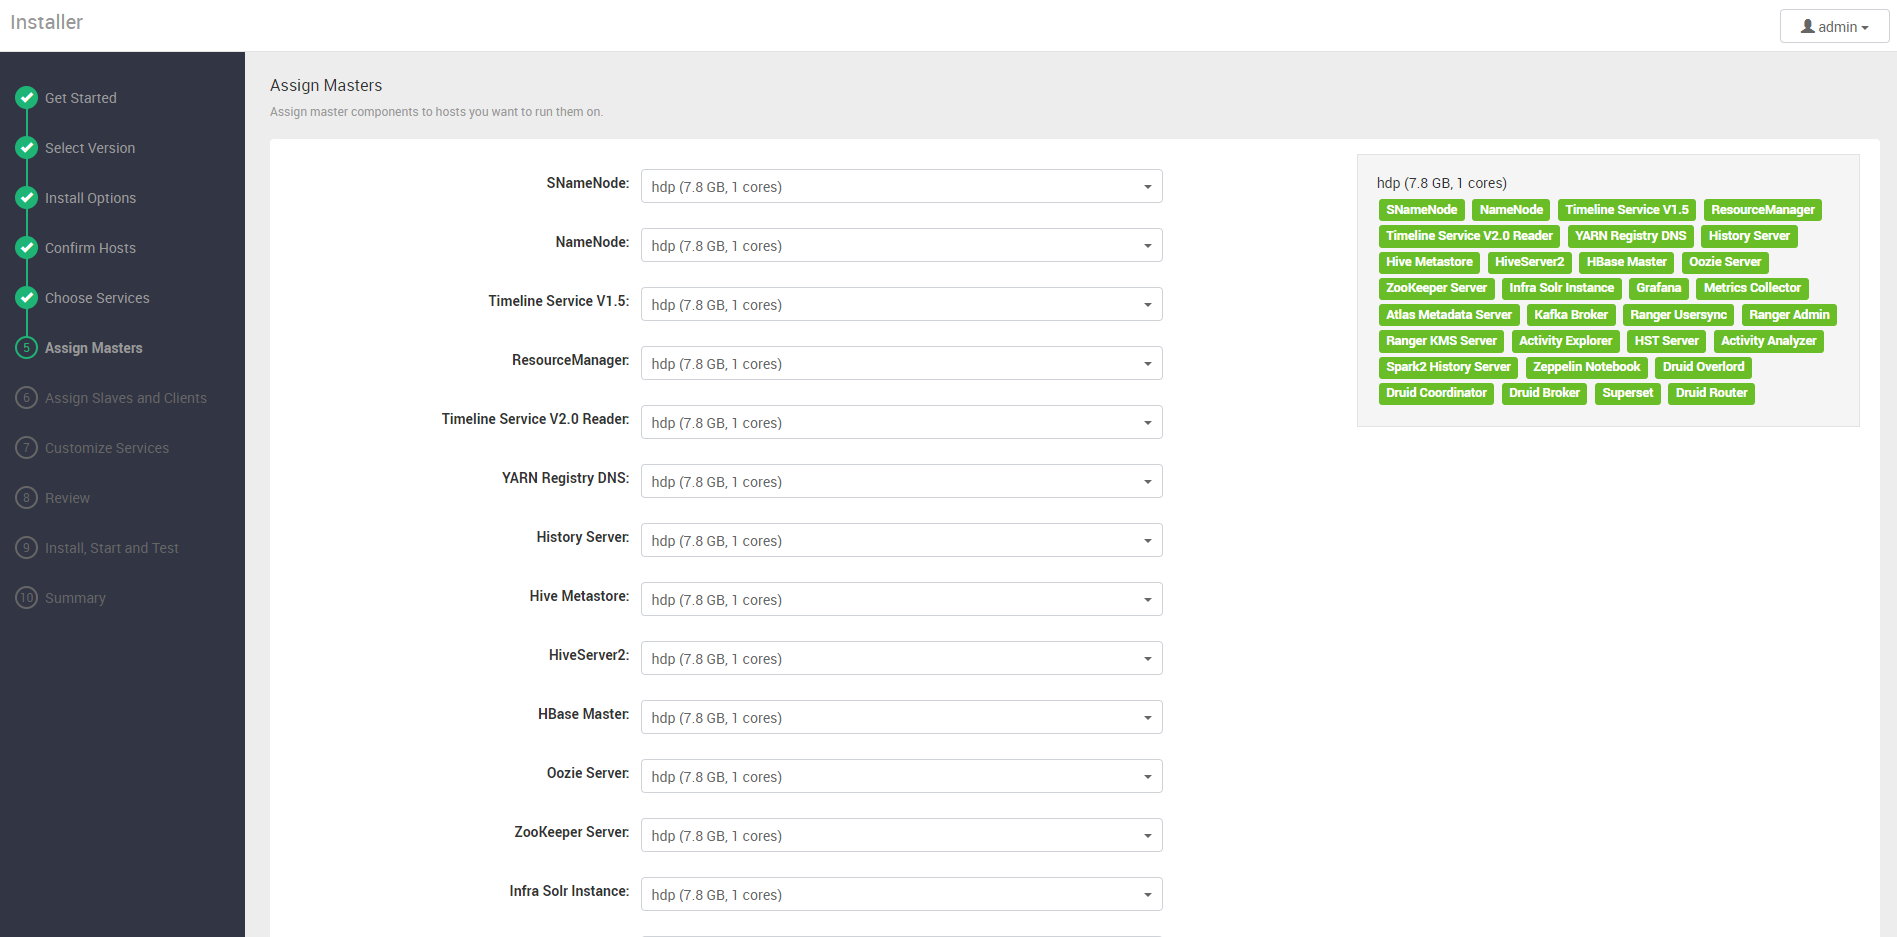 Installer
admin
Get Started
Select Version
Install Options
Confirm Hosts
Choose Services
5 Assign Masters
6 Assign Slaves and Clients
7 Customize Services
8 Review
9 Install, Start and Test
10 Summary
Assign Masters
Assign master components to hosts you want to run them on.
SNameNode: hdp (7.8 GB, 1 cores)
NameNode: hdp (7.8 GB, 1 cores)
Timeline Service V1.5: hdp (7.8 GB, 1 cores)
ResourceManager: hdp (7.8 GB, 1 cores)
Timeline Service V2.0 Reader: hdp (7.8 GB, 1 cores)
YARN Registry DNS: hdp (7.8 GB, 1 cores)
History Server: hdp (7.8 GB, 1 cores)
Hive Metastore: hdp (7.8 GB, 1 cores)
HiveServer2: hdp (7.8 GB, 1 cores)
HBase Master: hdp (7.8 GB, 1 cores)
Oozie Server: hdp (7.8 GB, 1 cores)
ZooKeeper Server: hdp (7.8 GB, 1 cores)
Infra Solr Instance: hdp (7.8 GB, 1 cores)
hdp (7.8 GB, 1 cores)
SNameNode NameNode Timeline Service V1.5 ResourceManager
Timeline Service V2.0 Reader YARN Registry DNS History Server
Hive Metastore HiveServer2 HBase Master Oozie Server
ZooKeeper Server Infra Solr Instance Grafana Metrics Collector
Atlas Metadata Server Kafka Broker Ranger Usersync Ranger Admin
Ranger KMS Server Activity Explorer HST Server Activity Analyzer
Spark2 History Server Zeppelin Notebook Druid Overlord
Druid Coordinator Druid Broker Superset Druid Router